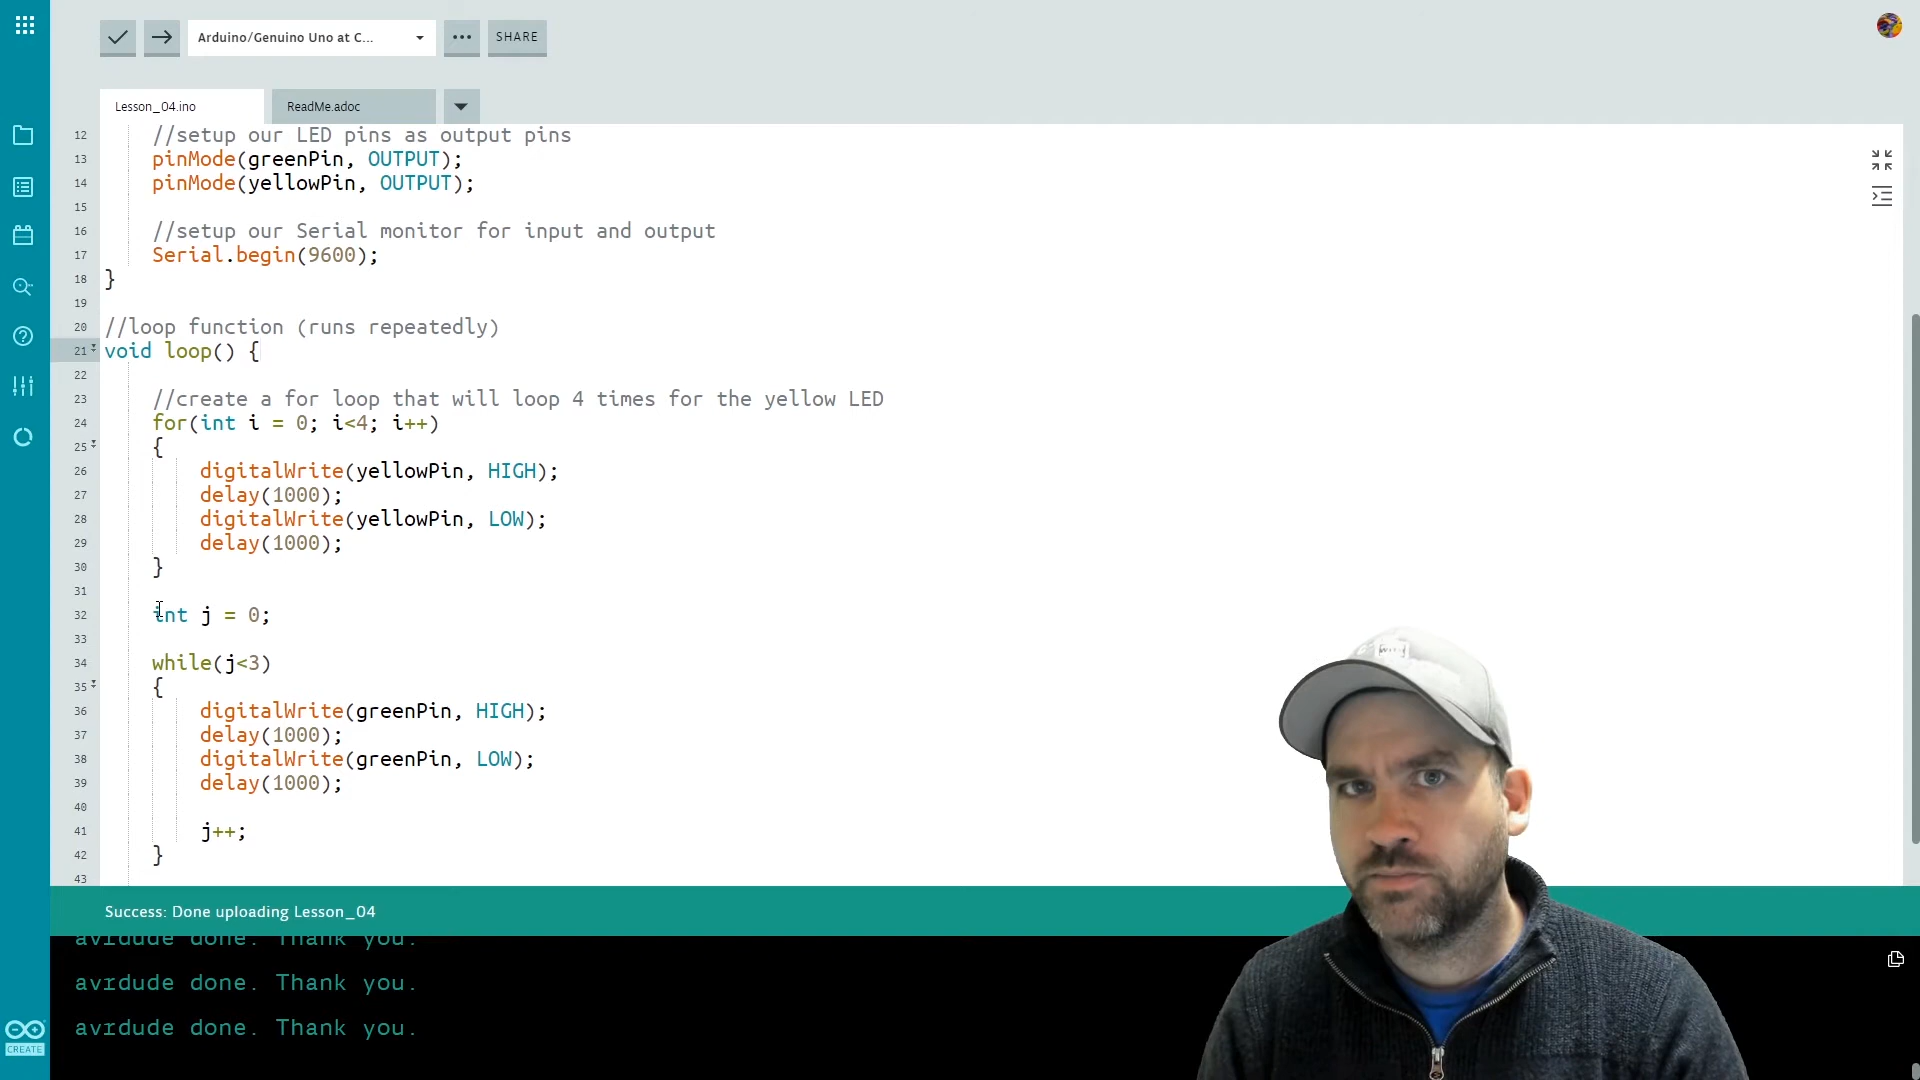 Arduino/Genuino Uno at C...
SHARE
Lesson_04.ino
ReadMe.adoc
12 //setup our LED pins as output pins
13 pinMode(greenPin, OUTPUT);
14 pinMode(yellowPin, OUTPUT);
15
16 //setup our Serial monitor for input and output
17 Serial.begin(9600);
18 }
19
20 //loop function (runs repeatedly)
21 void loop() {
22
23 //create a for loop that will loop 4 times for the yellow LED
24 for(int i = 0; i<4; i++)
25 {
26 digitalWrite(yellowPin, HIGH);
27 delay(1000);
28 digitalWrite(yellowPin, LOW);
29 delay(1000);
30 }
31
32 int j = 0;
33
34 while(j<3)
35 {
36 digitalWrite(greenPin, HIGH);
37 delay(1000);
38 digitalWrite(greenPin, LOW);
39 delay(1000);
40
41 j++;
42 }
43
Success: Done uploading Lesson_04
avrdude done. Thank you.
avrdude done. Thank you.
avrdude done. Thank you.
CREATE